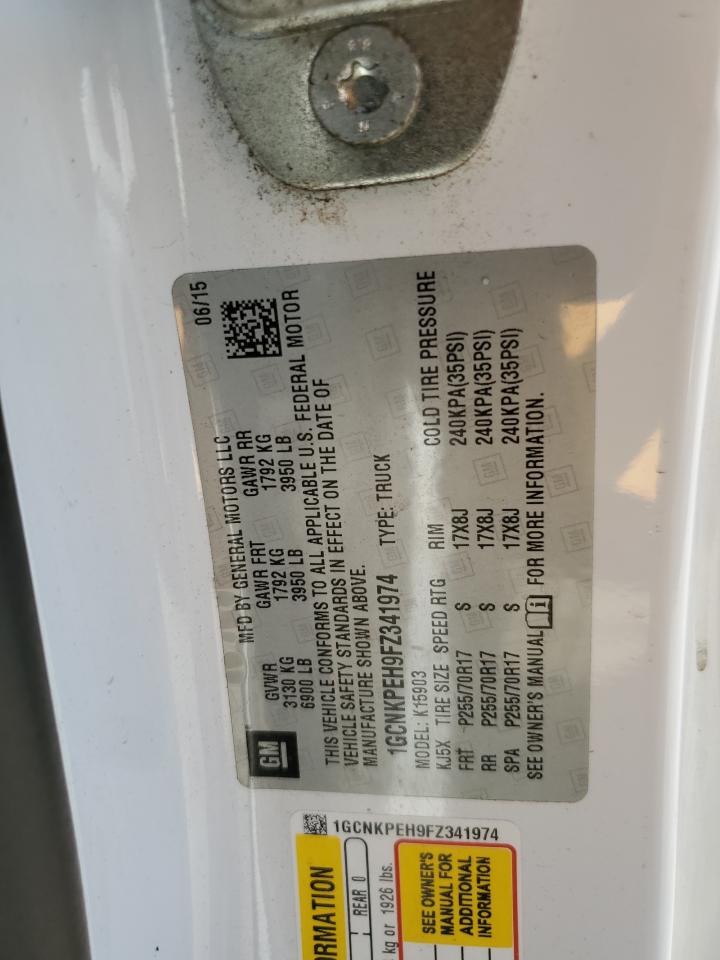 MFD BY GENERAL MOTORS LLC 06/15
GM
GVWR GAWR FRT GAWR RR
3130 KG 1792 KG 1792 KG
6900 LB 3950 LB 3950 LB
THIS VEHICLE CONFORMS TO ALL APPLICABLE U.S. FEDERAL MOTOR
VEHICLE SAFETY STANDARDS IN EFFECT ON THE DATE OF
MANUFACTURE SHOWN ABOVE.
1GCNKPEH9FZ341974 TYPE: TRUCK
MODEL: K15903
KJ5X TIRE SIZE SPEED RTG RIM COLD TIRE PRESSURE
FRT P255/70R17 S 17X8J 240KPA(35PSI)
RR P255/70R17 S 17X8J 240KPA(35PSI)
SPA P255/70R17 S 17X8J 240KPA(35PSI)
SEE OWNER'S MANUAL i FOR MORE INFORMATION.
1GCNKPEH9FZ341974
REAR 0
kg or 1926 lbs.
SEE OWNER'S
MANUAL FOR
ADDITIONAL
INFORMATION